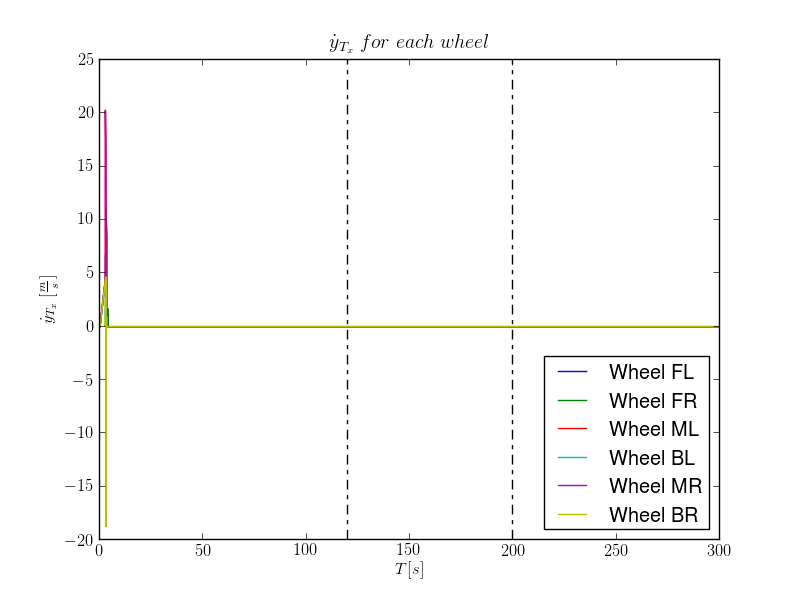 ẏ_{T_x} for each wheel
25
20
15
10
5
0
−5
−10
−15
−20
ẏ_{T_x} [m/s]
0 50 100 150 200 250 300
T[s]
Wheel FL
Wheel FR
Wheel ML
Wheel BL
Wheel MR
Wheel BR